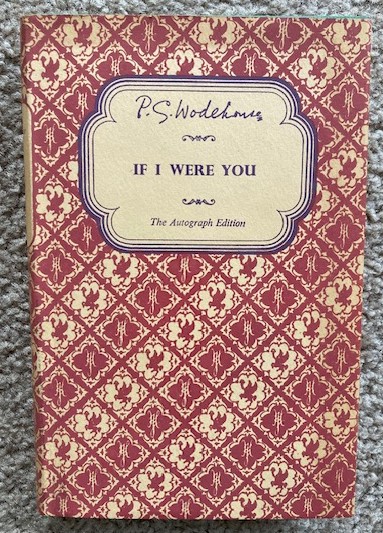 P. G. Wodehouse
IF I WERE YOU
The Autograph Edition